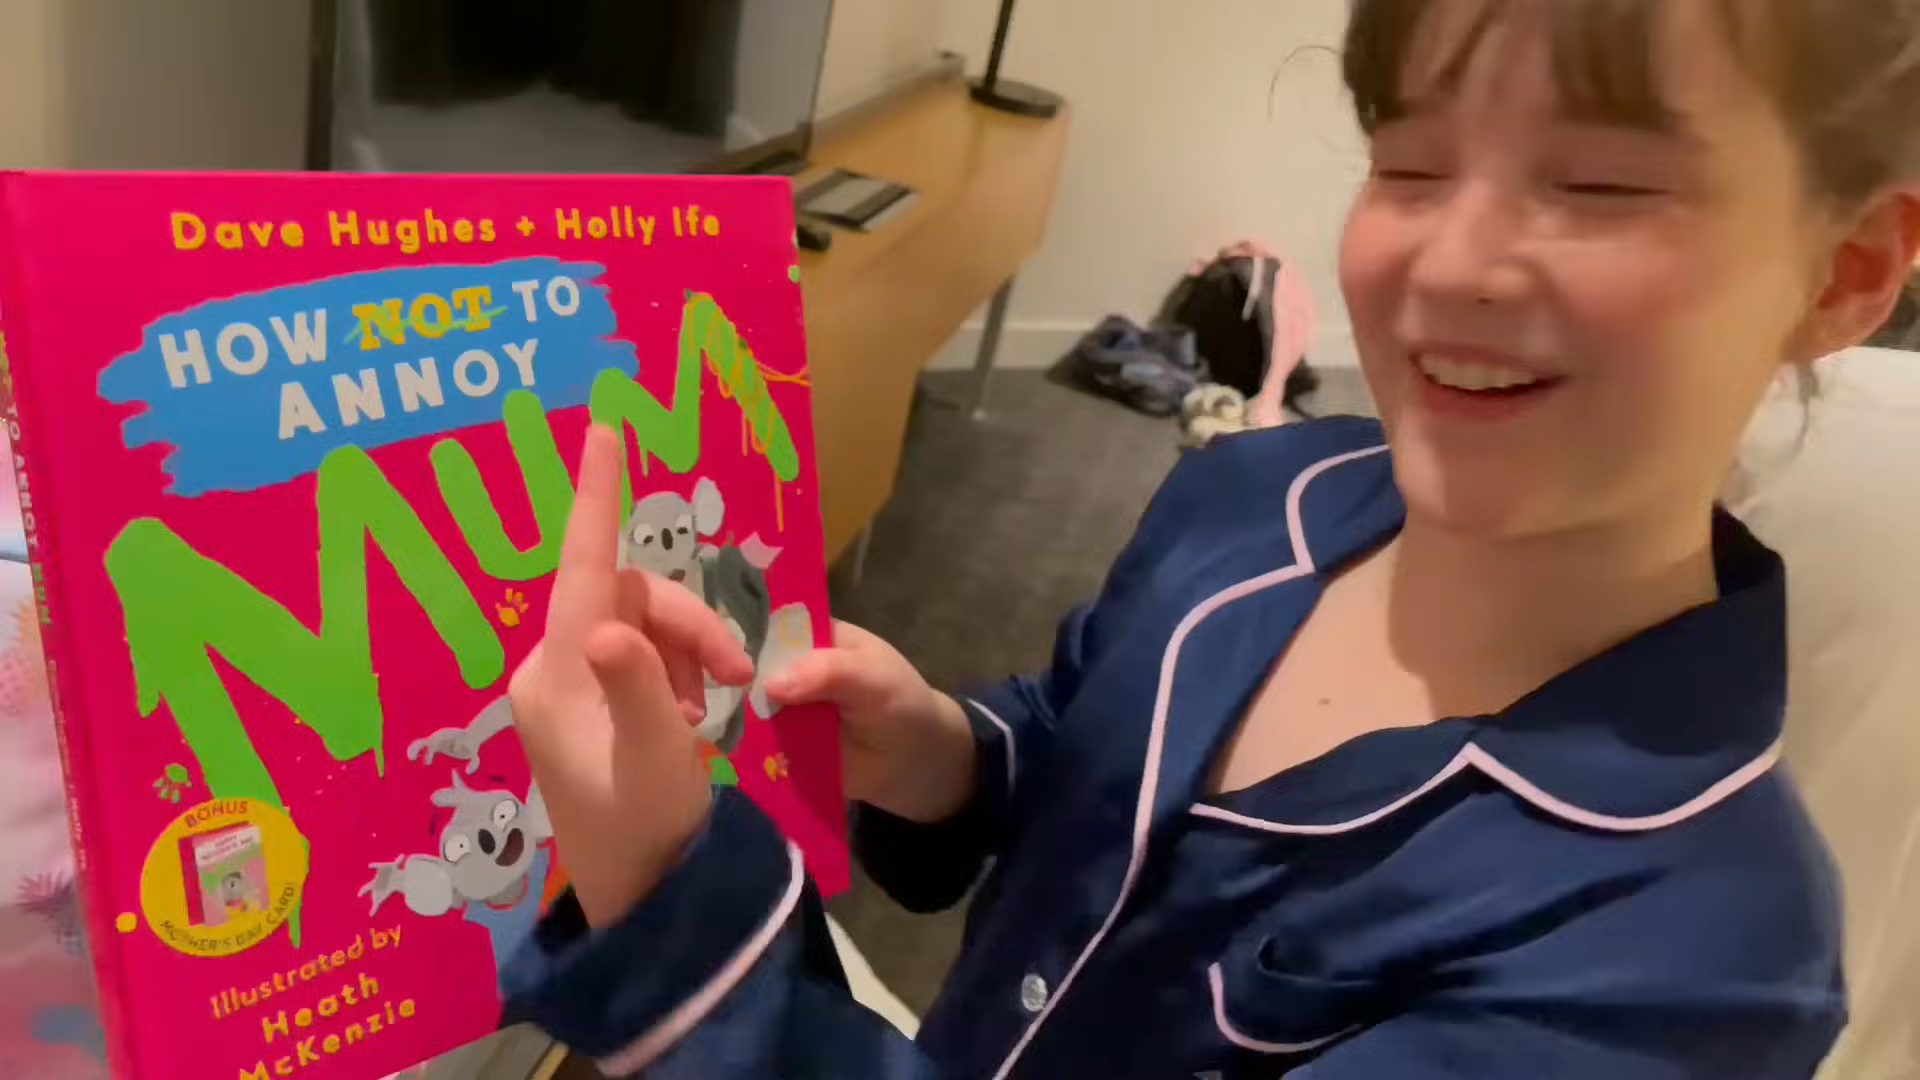 Dave Hughes + Holly Ife
HOW NOT TO
ANNOY
MUM
BONUS
MOTHER'S DAY CARD!
Illustrated by
Heath
McKenzie